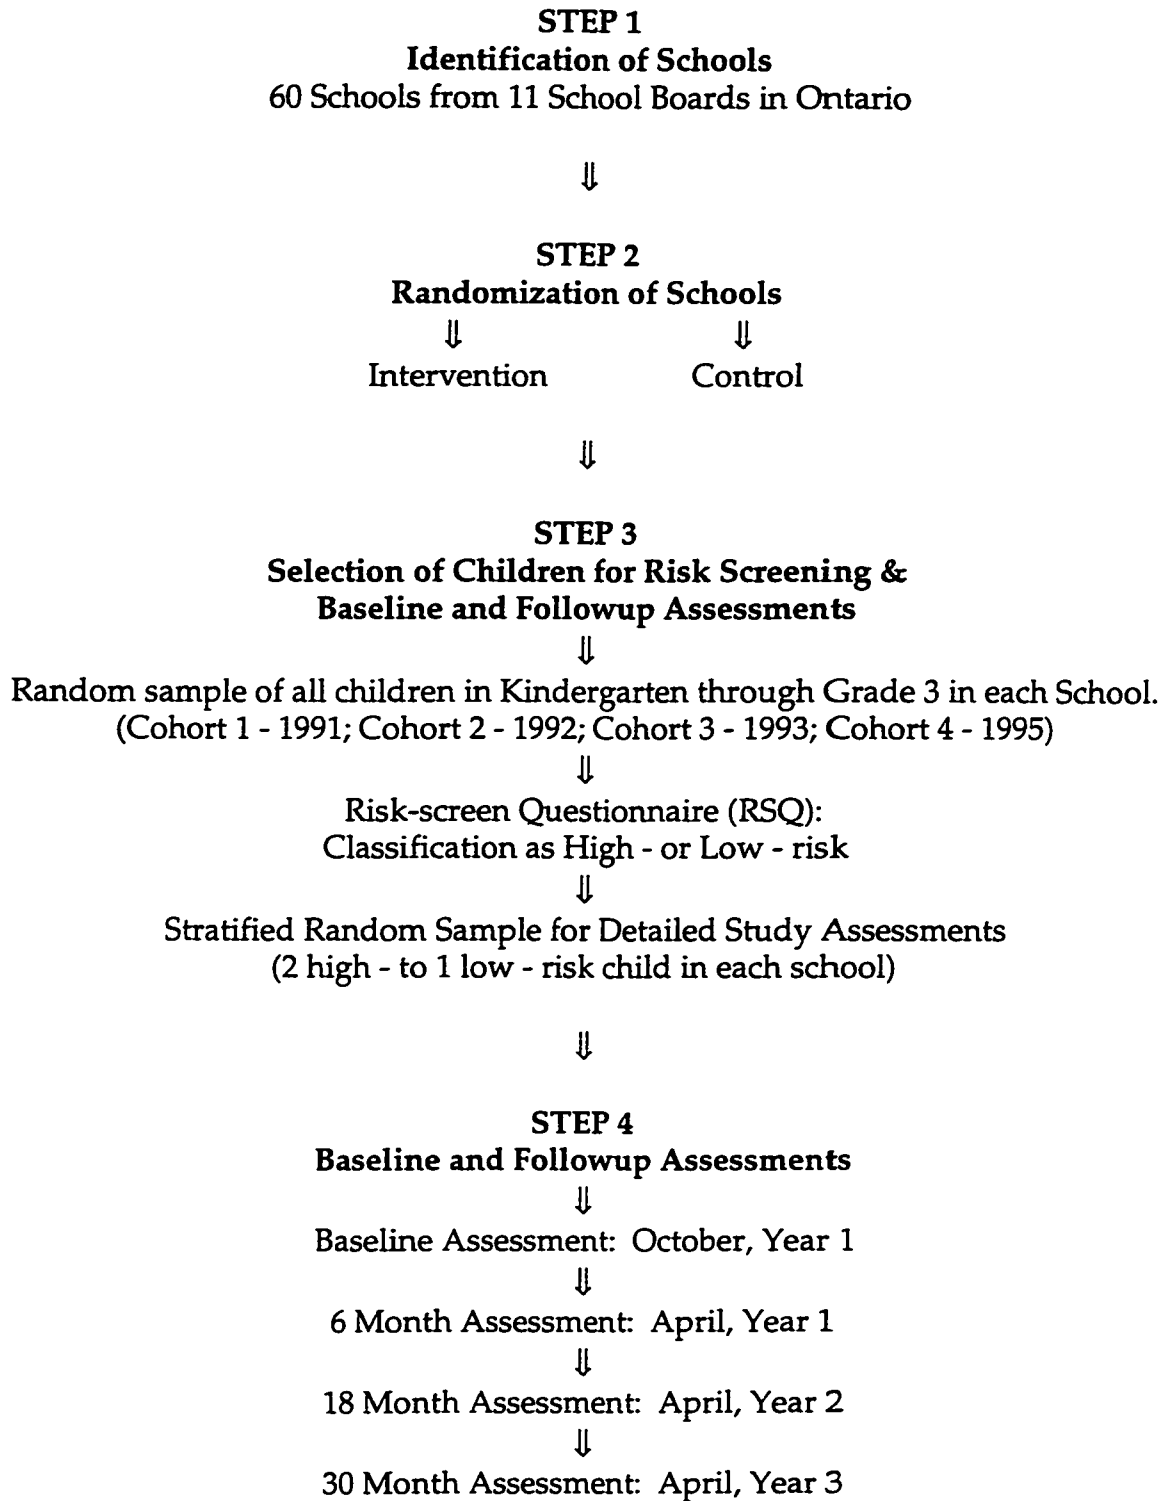 STEP 1
Identification of Schools
60 Schools from 11 School Boards in Ontario
⇓
STEP 2
Randomization of Schools
⇓ ⇓
Intervention Control
⇓
STEP 3
Selection of Children for Risk Screening &
Baseline and Followup Assessments
⇓
Random sample of all children in Kindergarten through Grade 3 in each School.
(Cohort 1 - 1991; Cohort 2 - 1992; Cohort 3 - 1993; Cohort 4 - 1995)
⇓
Risk-screen Questionnaire (RSQ):
Classification as High - or Low - risk
⇓
Stratified Random Sample for Detailed Study Assessments
(2 high - to 1 low - risk child in each school)
⇓
STEP 4
Baseline and Followup Assessments
⇓
Baseline Assessment: October, Year 1
⇓
6 Month Assessment: April, Year 1
⇓
18 Month Assessment: April, Year 2
⇓
30 Month Assessment: April, Year 3